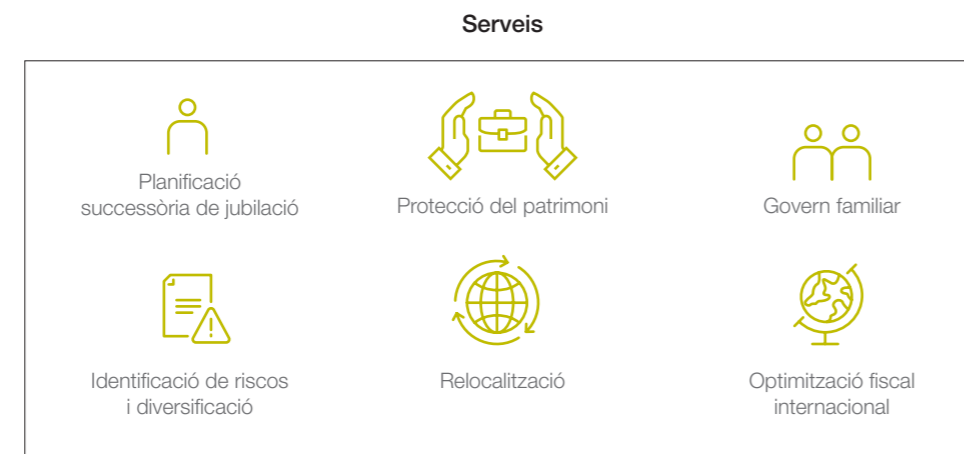 Serveis
Planificació
successòria de jubilació
Protecció del patrimoni
Govern familiar
Identificació de riscos
i diversificació
Relocalització
Optimització fiscal
internacional